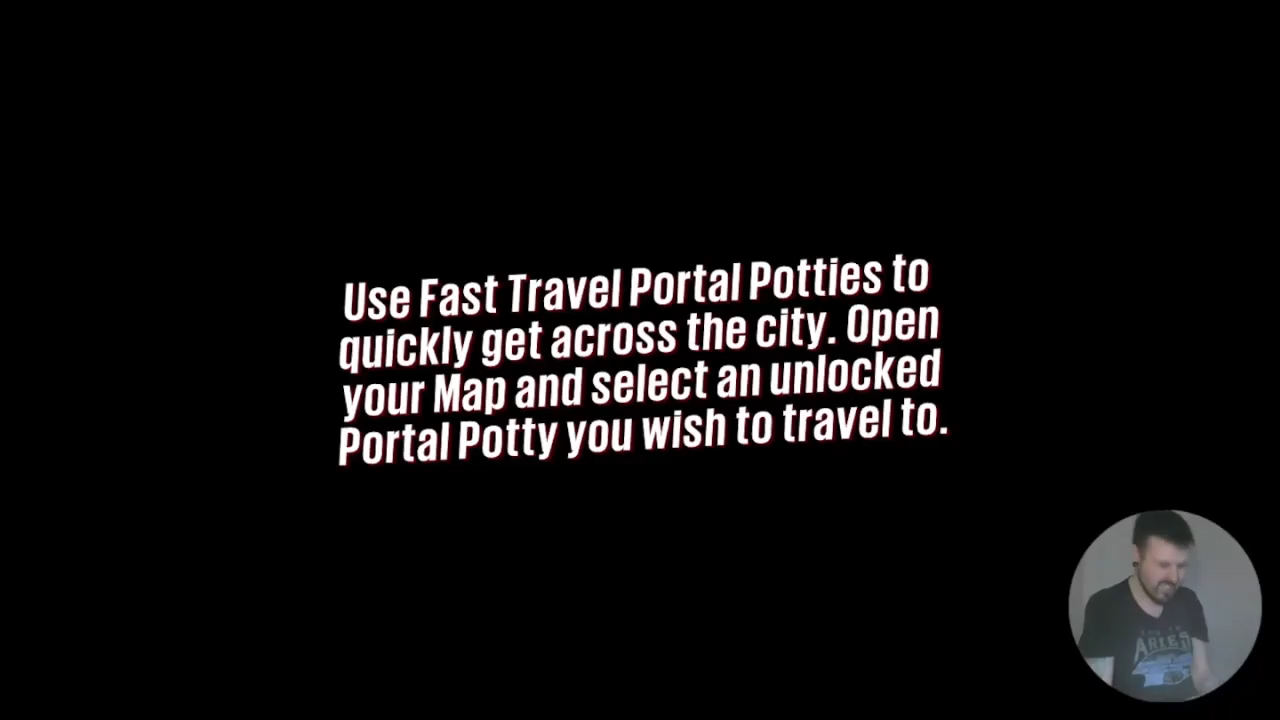 Use Fast Travel Portal Potties to
quickly get across the city. Open
your Map and select an unlocked
Portal Potty you wish to travel to.
ARIES